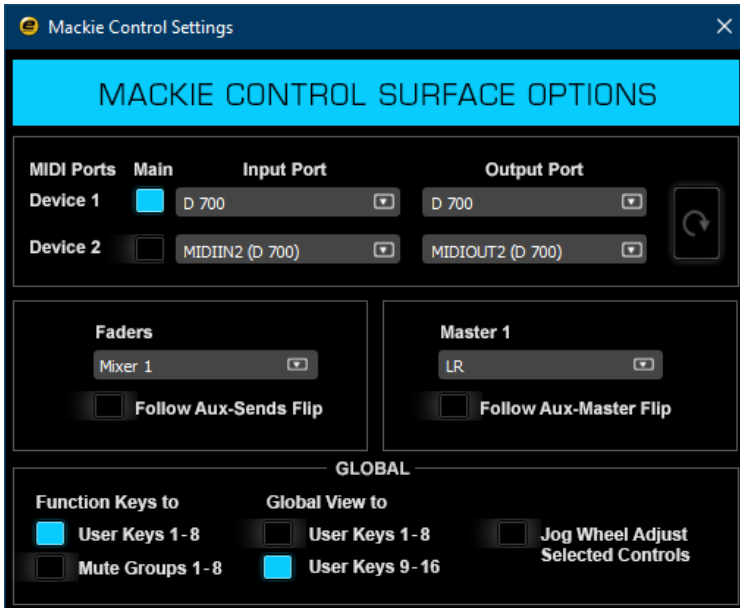 e Mackie Control Settings
MACKIE CONTROL SURFACE OPTIONS
MIDI Ports Main Input Port Output Port
Device 1 D 700 D 700
Device 2 MIDIIN2 (D 700) MIDIOUT2 (D 700)
Faders Master 1
Mixer 1 LR
Follow Aux-Sends Flip Follow Aux-Master Flip
GLOBAL
Function Keys to Global View to
User Keys 1-8 User Keys 1-8 Jog Wheel Adjust
Selected Controls
Mute Groups 1-8 User Keys 9-16